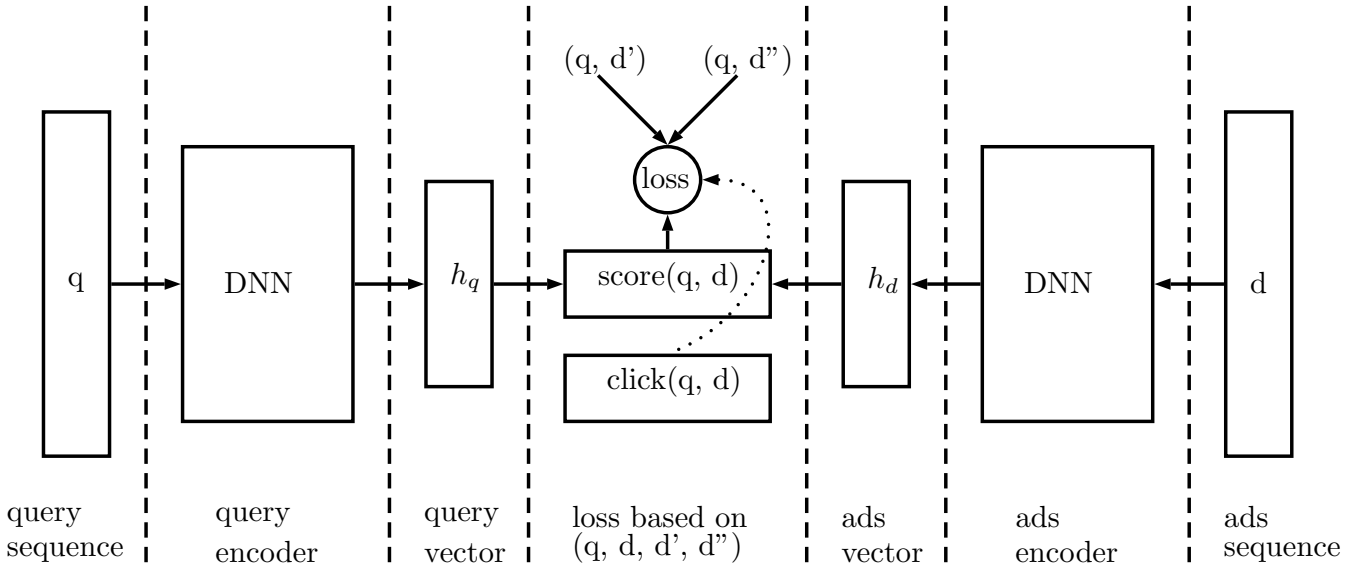 (q, d') (q, d")
loss
q DNN h_q score(q, d) h_d DNN d
click(q, d)
query sequence
query encoder
query vector
loss based on
(q, d, d', d")
ads vector
ads encoder
ads sequence